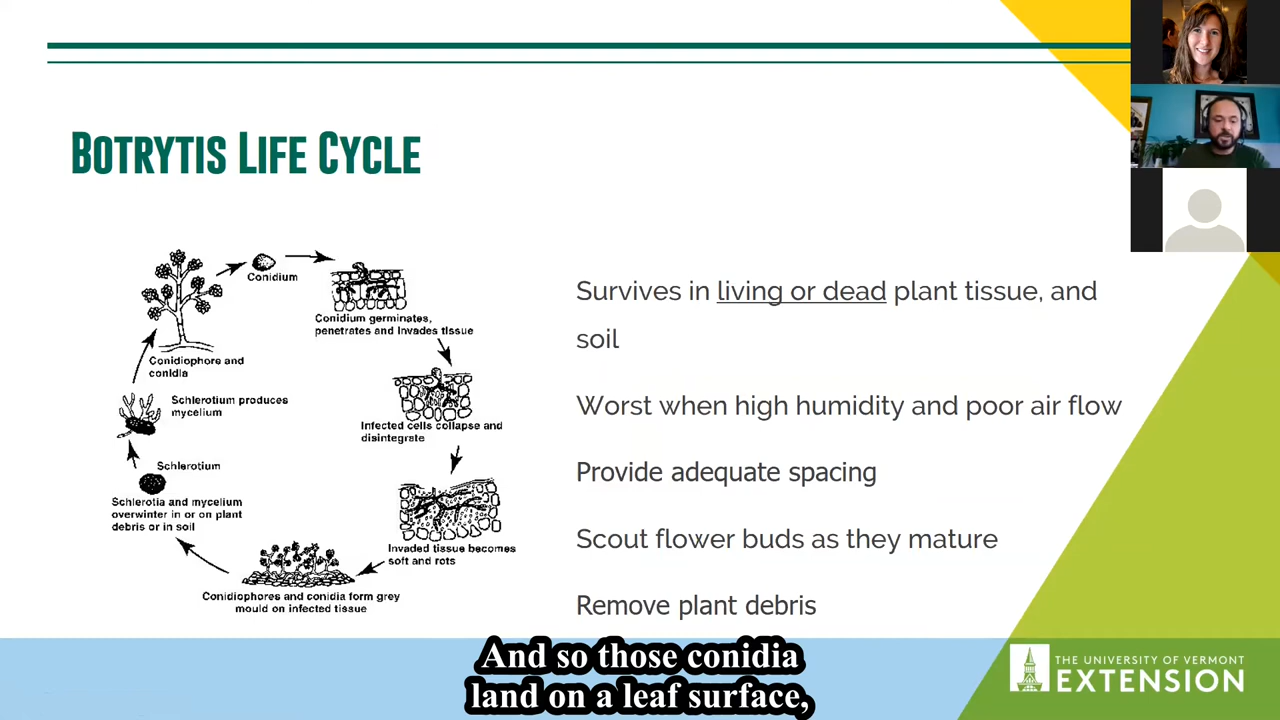 BOTRYTIS LIFE CYCLE
Conidium
Conidium germinates,
penetrates and invades tissue
Conidiophore and
conidia
Schlerotium produces
mycelium
Infected cells collapse and
disintegrate
Schlerotium
Schlerotia and mycelium
overwinter in or on plant
debris or in soil
Invaded tissue becomes
soft and rots
Conidiophores and conidia form grey
mould on infected tissue
Survives in living or dead plant tissue, and
soil
Worst when high humidity and poor air flow
Provide adequate spacing
Scout flower buds as they mature
Remove plant debris
And so those conidia
land on a leaf surface,
THE UNIVERSITY OF VERMONT
EXTENSION